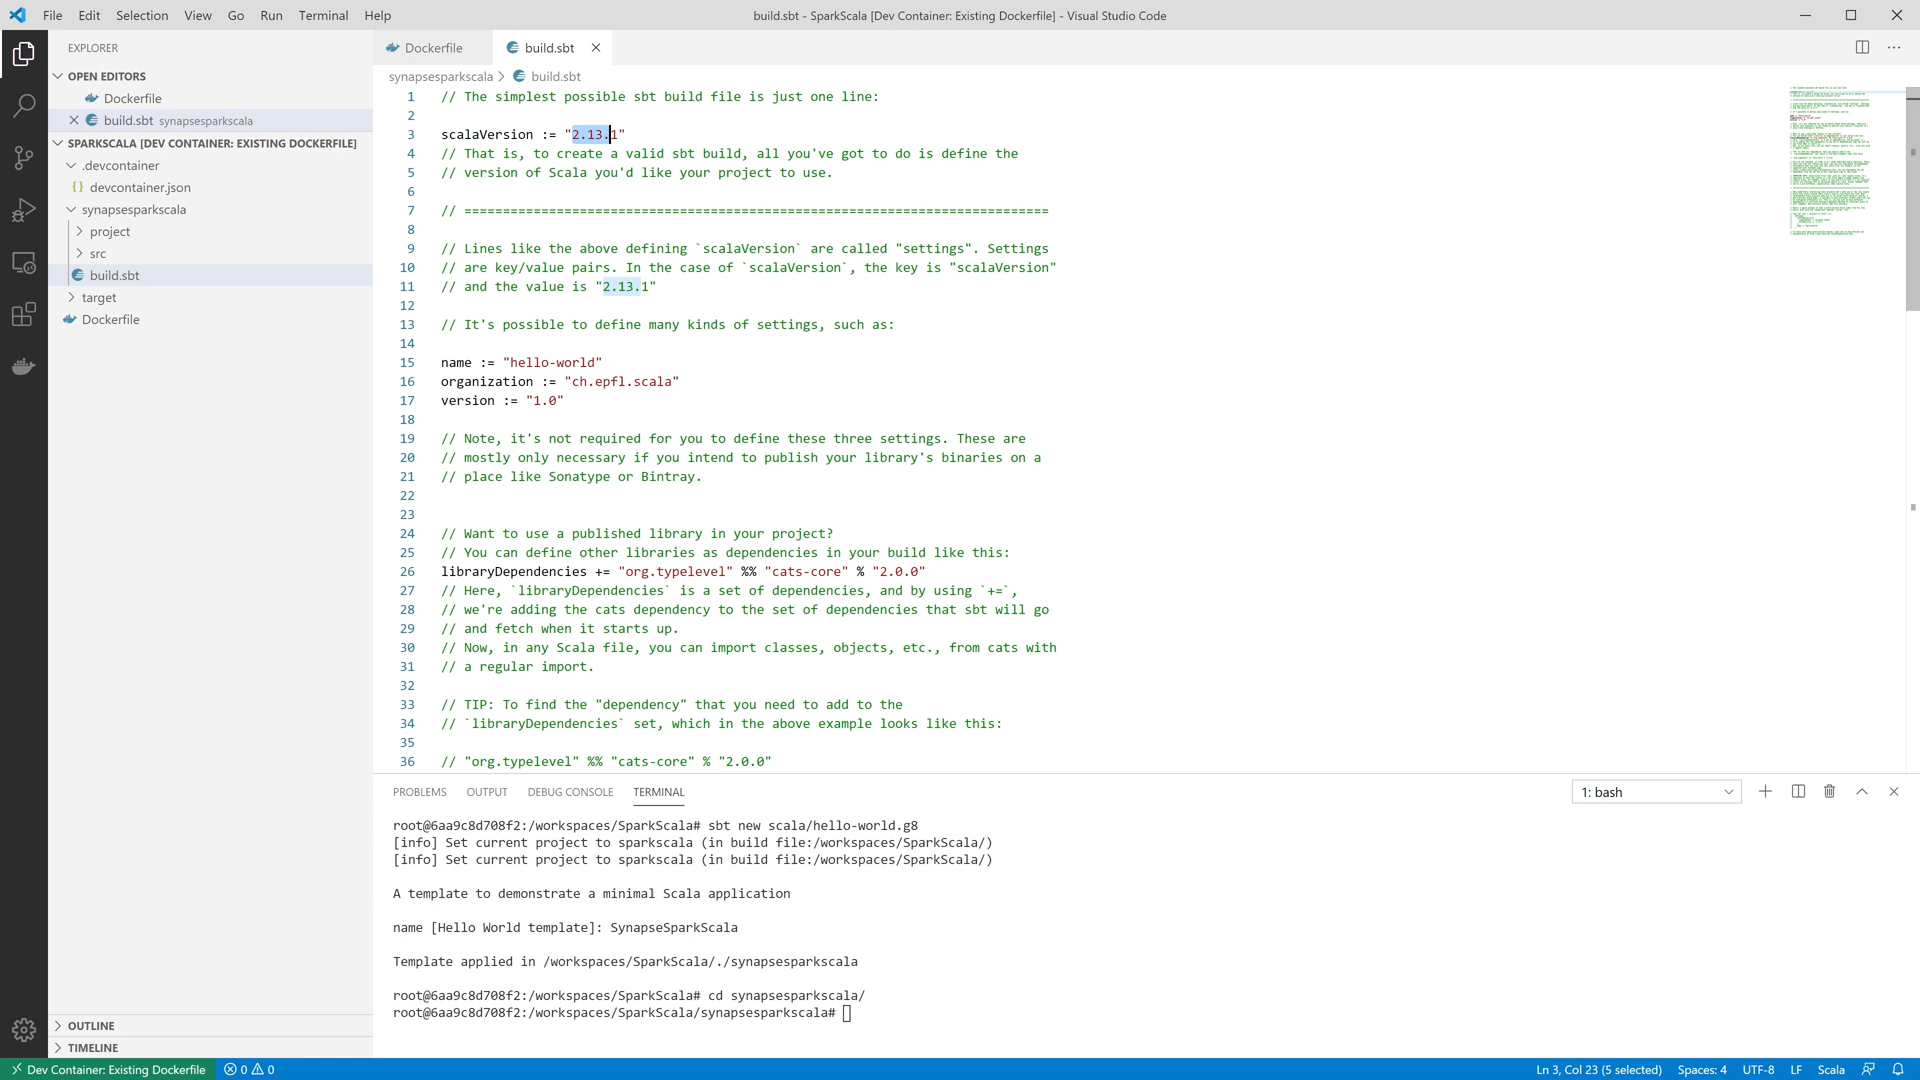 File Edit Selection View Go Run Terminal Help
build.sbt - SparkScala [Dev Container: Existing Dockerfile] - Visual Studio Code
EXPLORER
OPEN EDITORS
Dockerfile
build.sbt synapsesparkscala
SPARKSCALA [DEV CONTAINER: EXISTING DOCKERFILE]
.devcontainer
{} devcontainer.json
synapsesparkscala
project
src
build.sbt
target
Dockerfile
OUTLINE
TIMELINE
Dockerfile
build.sbt
synapsesparkscala > build.sbt
1 // The simplest possible sbt build file is just one line:
2
3 scalaVersion := "2.13.1"
4 // That is, to create a valid sbt build, all you've got to do is define the
5 // version of Scala you'd like your project to use.
6
7 // ============================================================================
8
9 // Lines like the above defining `scalaVersion` are called "settings". Settings
10 // are key/value pairs. In the case of `scalaVersion`, the key is "scalaVersion"
11 // and the value is "2.13.1"
12
13 // It's possible to define many kinds of settings, such as:
14
15 name := "hello-world"
16 organization := "ch.epfl.scala"
17 version := "1.0"
18
19 // Note, it's not required for you to define these three settings. These are
20 // mostly only necessary if you intend to publish your library's binaries on a
21 // place like Sonatype or Bintray.
22
23
24 // Want to use a published library in your project?
25 // You can define other libraries as dependencies in your build like this:
26 libraryDependencies += "org.typelevel" %% "cats-core" % "2.0.0"
27 // Here, `libraryDependencies` is a set of dependencies, and by using `+=`,
28 // we're adding the cats dependency to the set of dependencies that sbt will go
29 // and fetch when it starts up.
30 // Now, in any Scala file, you can import classes, objects, etc., from cats with
31 // a regular import.
32
33 // TIP: To find the "dependency" that you need to add to the
34 // `libraryDependencies` set, which in the above example looks like this:
35
36 // "org.typelevel" %% "cats-core" % "2.0.0"
PROBLEMS OUTPUT DEBUG CONSOLE TERMINAL
1: bash
root@6aa9c8d708f2:/workspaces/SparkScala# sbt new scala/hello-world.g8
[info] Set current project to sparkscala (in build file:/workspaces/SparkScala/)
[info] Set current project to sparkscala (in build file:/workspaces/SparkScala/)
A template to demonstrate a minimal Scala application
name [Hello World template]: SynapseSparkScala
Template applied in /workspaces/SparkScala/./synapsesparkscala
root@6aa9c8d708f2:/workspaces/SparkScala# cd synapsesparkscala/
root@6aa9c8d708f2:/workspaces/SparkScala/synapsesparkscala#
Dev Container: Existing Dockerfile 0 0
Ln 3, Col 23 (5 selected) Spaces: 4 UTF-8 LF Scala